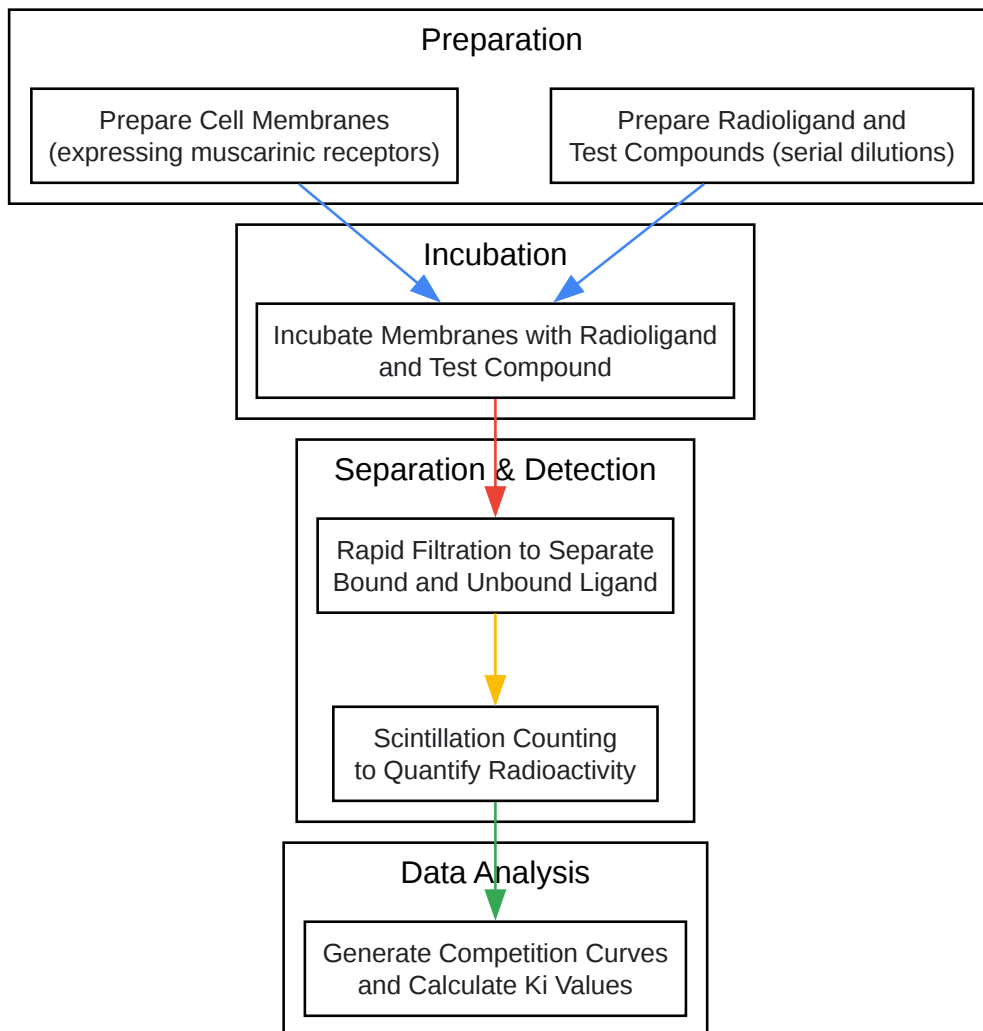 Preparation
Prepare Cell Membranes
(expressing muscarinic receptors)
Prepare Radioligand and
Test Compounds (serial dilutions)
Incubation
Incubate Membranes with Radioligand
and Test Compound
Separation & Detection
Rapid Filtration to Separate
Bound and Unbound Ligand
Scintillation Counting
to Quantify Radioactivity
Data Analysis
Generate Competition Curves
and Calculate Ki Values